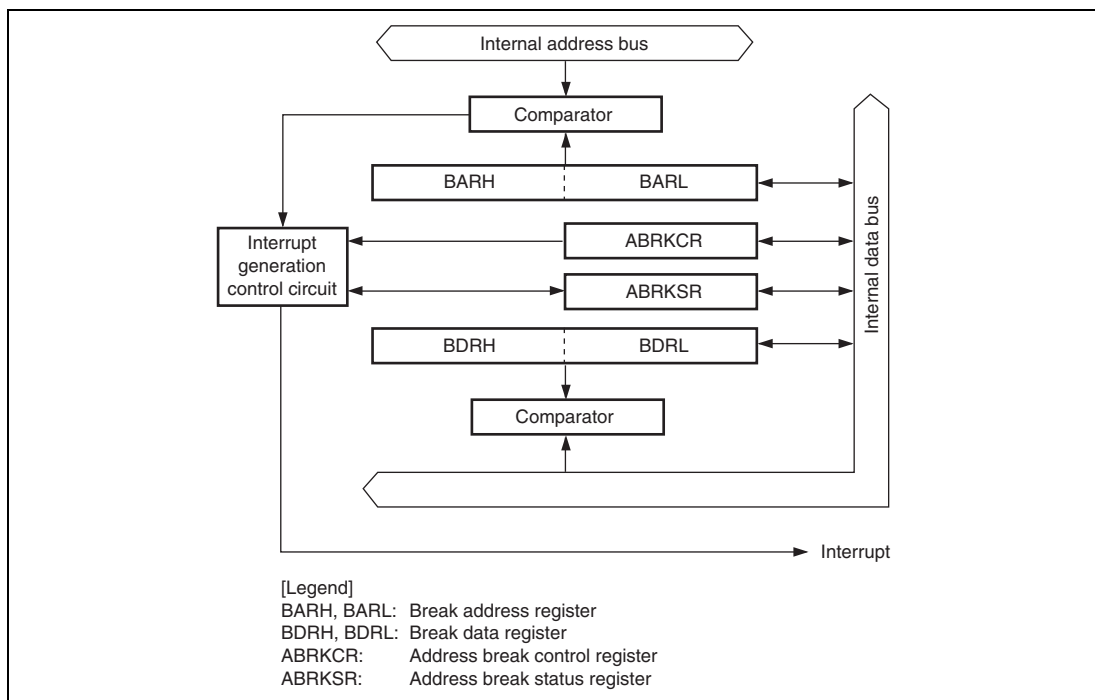 Internal address bus
Comparator
BARH
BARL
Interrupt
generation
control circuit
ABRKCR
ABRKSR
Internal data bus
BDRH
BDRL
Comparator
Interrupt
[Legend]
BARH, BARL: Break address register
BDRH, BDRL: Break data register
ABRKCR: Address break control register
ABRKSR: Address break status register